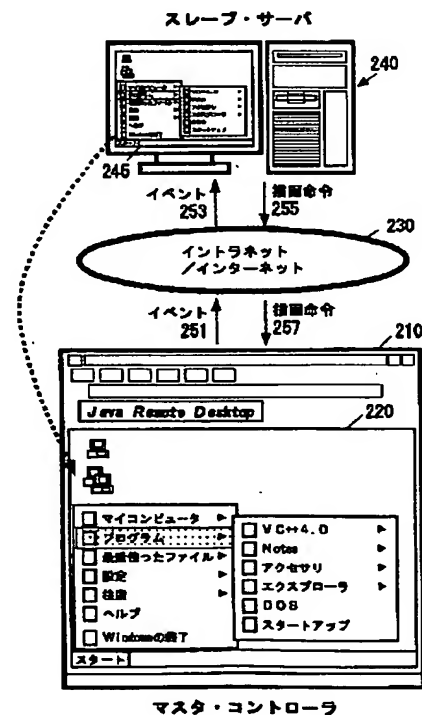 スレーブ・サーバ
240
245
イベント
253
描画命令
255
230
イントラネット
/インターネット
イベント
251
描画命令
257
210
Java Remote Desktop
220
マイコンピュータ
プログラム
最近使ったファイル
設定
検索
ヘルプ
Windowsの終了
スタート
VC++4.0
Notes
アクセサリ
エクスプローラ
DOS
スタートアップ
マスタ・コントローラ